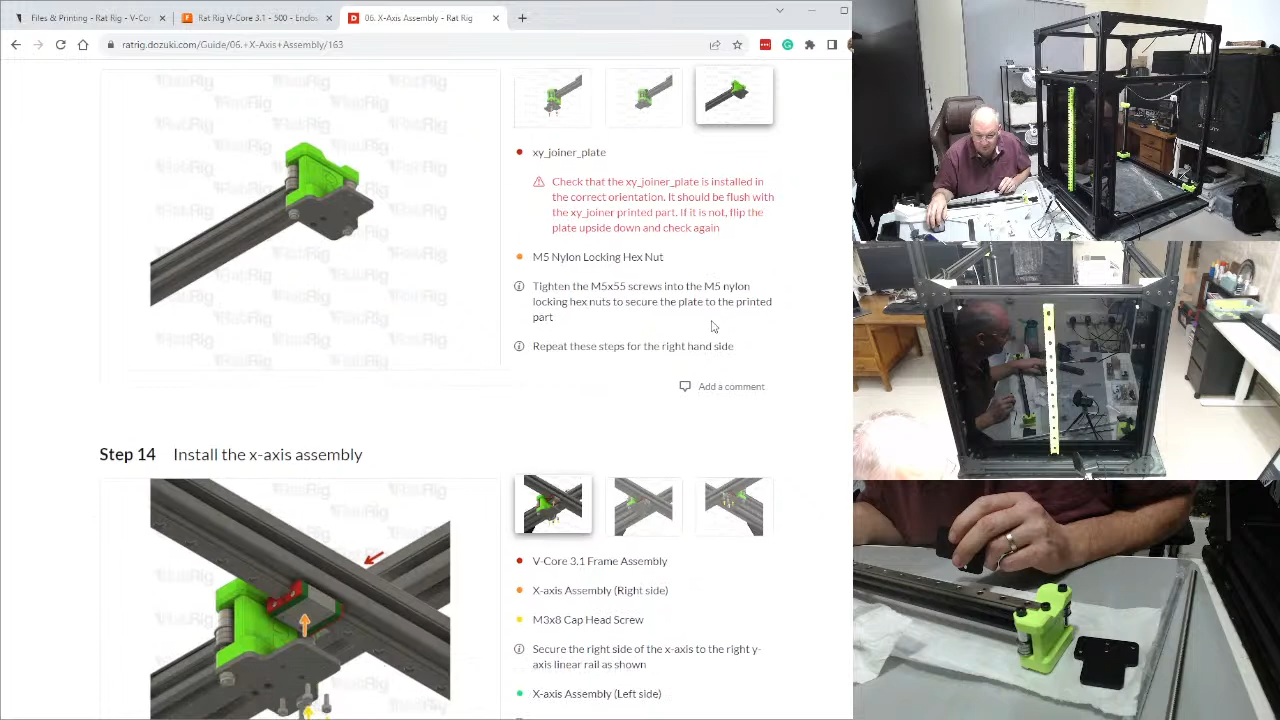 Files & Printing - Rat Rig - V-Cor
Rat Rig V-Core 3.1 - 500 - Enclos
06. X-Axis Assembly - Rat Rig
ratrig.dozuki.com/Guide/06.+X-Axis+Assembly/163
xy_joiner_plate
Check that the xy_joiner_plate is installed in
the correct orientation. It should be flush with
the xy_joiner printed part. If it is not, flip the
plate upside down and check again
M5 Nylon Locking Hex Nut
Tighten the M5x55 screws into the M5 nylon
locking hex nuts to secure the plate to the printed
part
Repeat these steps for the right hand side
Add a comment
Step 14 Install the x-axis assembly
V-Core 3.1 Frame Assembly
X-axis Assembly (Right side)
M3x8 Cap Head Screw
Secure the right side of the x-axis to the right y-
axis linear rail as shown
X-axis Assembly (Left side)